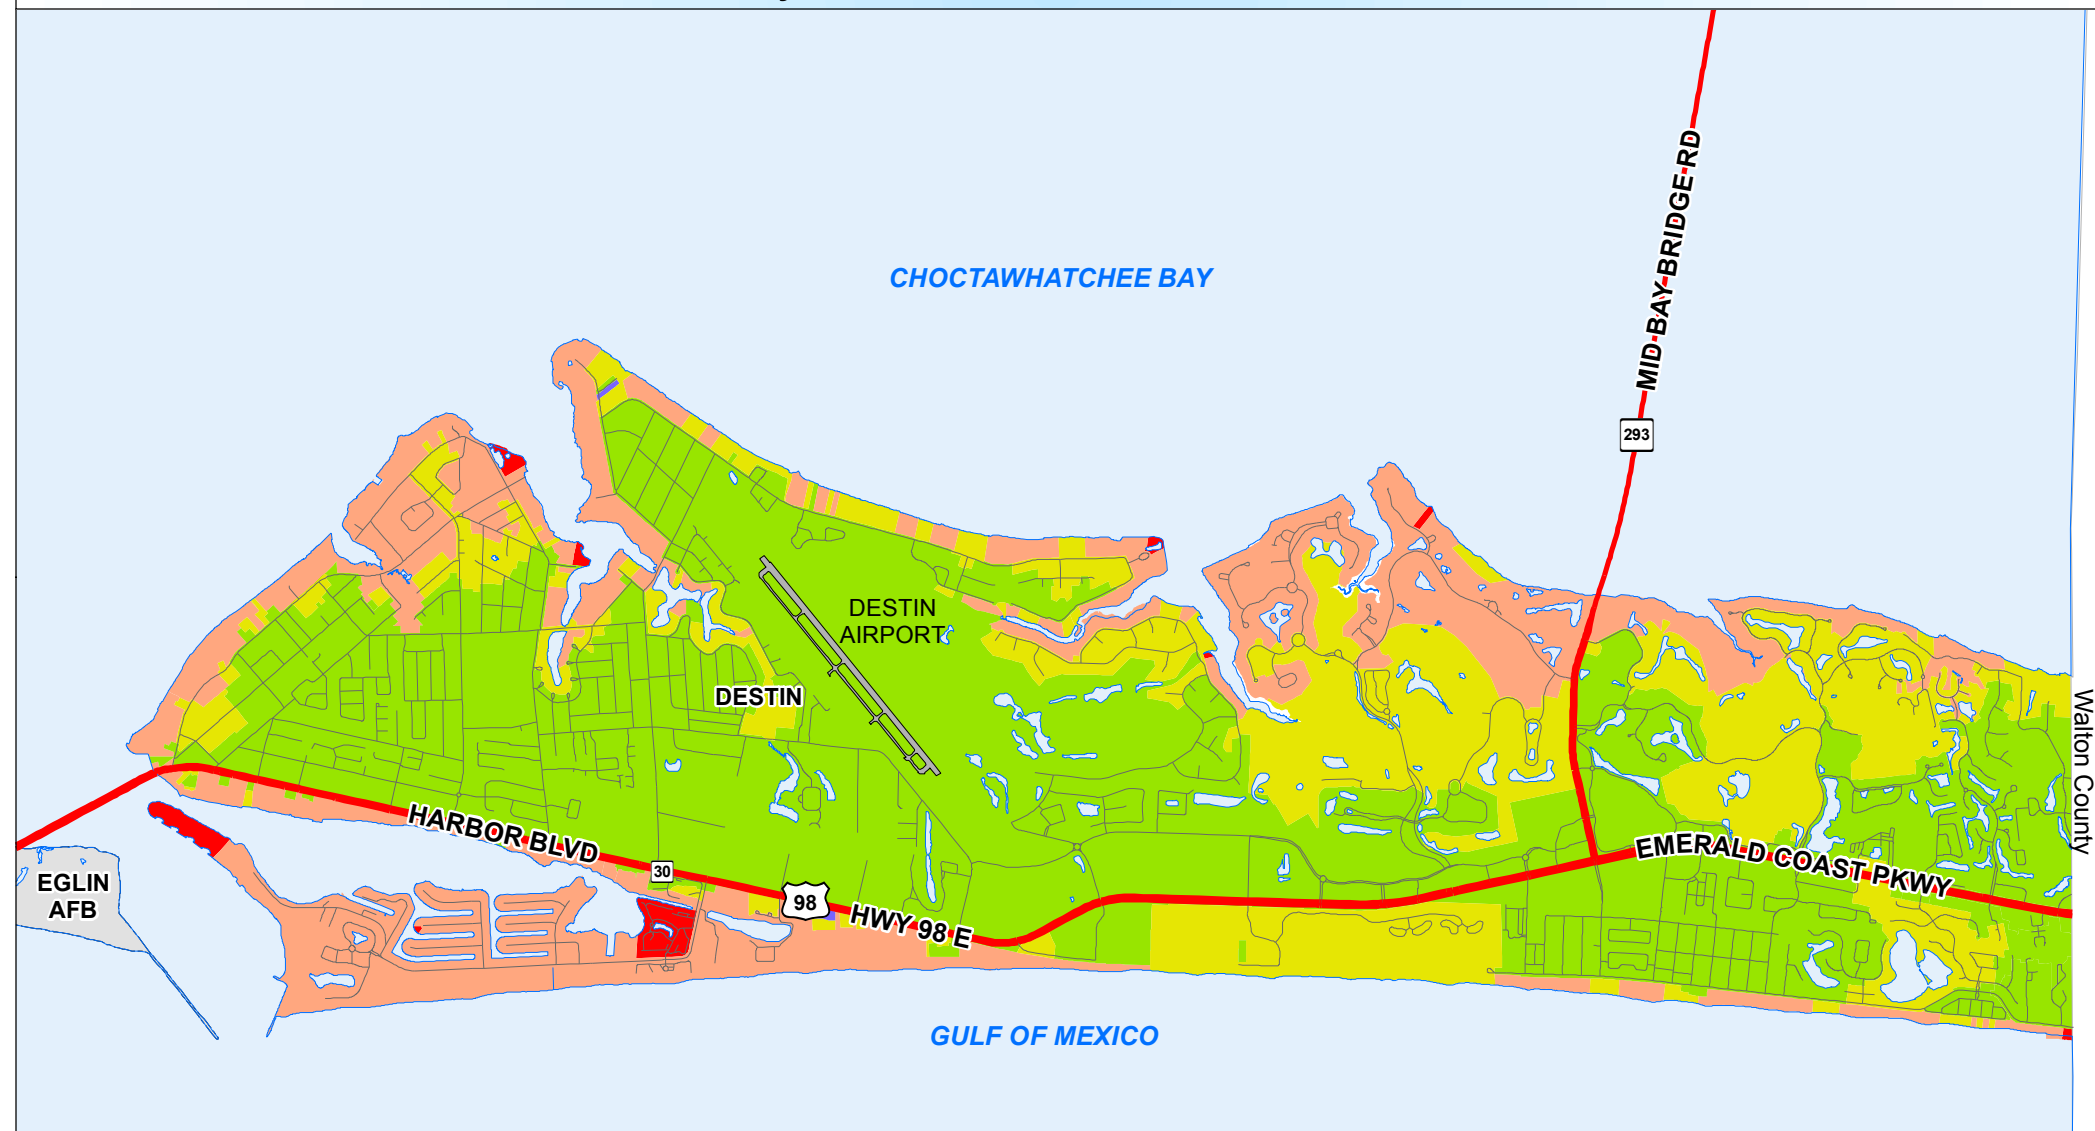 CHOCTAWHATCHEE BAY
MID-BAY-BRIDGE-RD
293
DESTIN
AIRPORT
DESTIN
Walton County
HARBOR BLVD
30
EMERALD COAST PKWY
EGLIN
AFB
98
HWY 98 E
GULF OF MEXICO